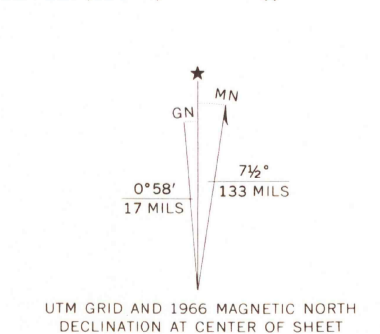 ★
MN
GN
7½°
133 MILS
0°58'
17 MILS
UTM GRID AND 1966 MAGNETIC NORTH
DECLINATION AT CENTER OF SHEET